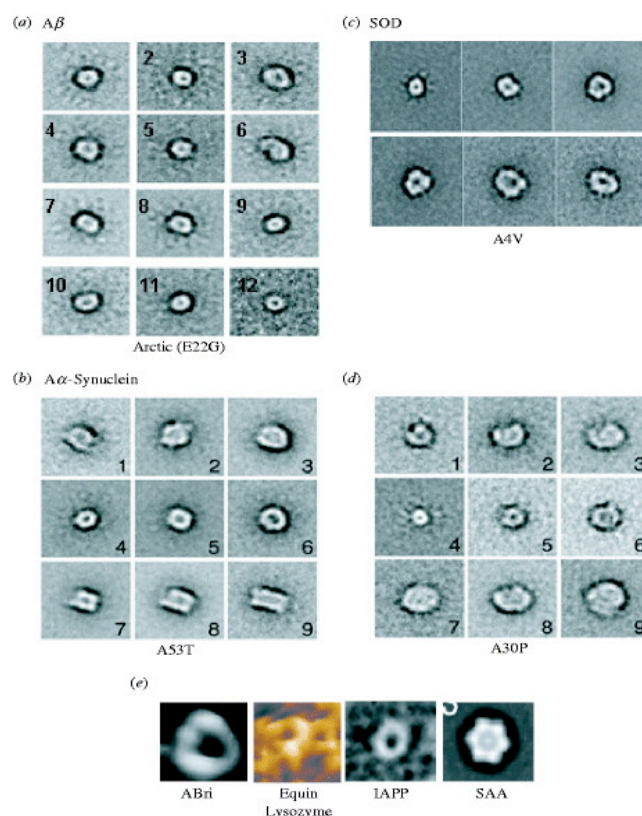 (a) Aβ
2 3
4 5 6
7 8 9
10 11 12
Arctic (E22G)
(c) SOD
A4V
(b) Aα-Synuclein
1 2 3
4 5 6
7 8 9
A53T
(d)
1 2 3
4 5 6
7 8 9
A30P
(e)
ABri
Equin
Lysozyme
IAPP
SAA